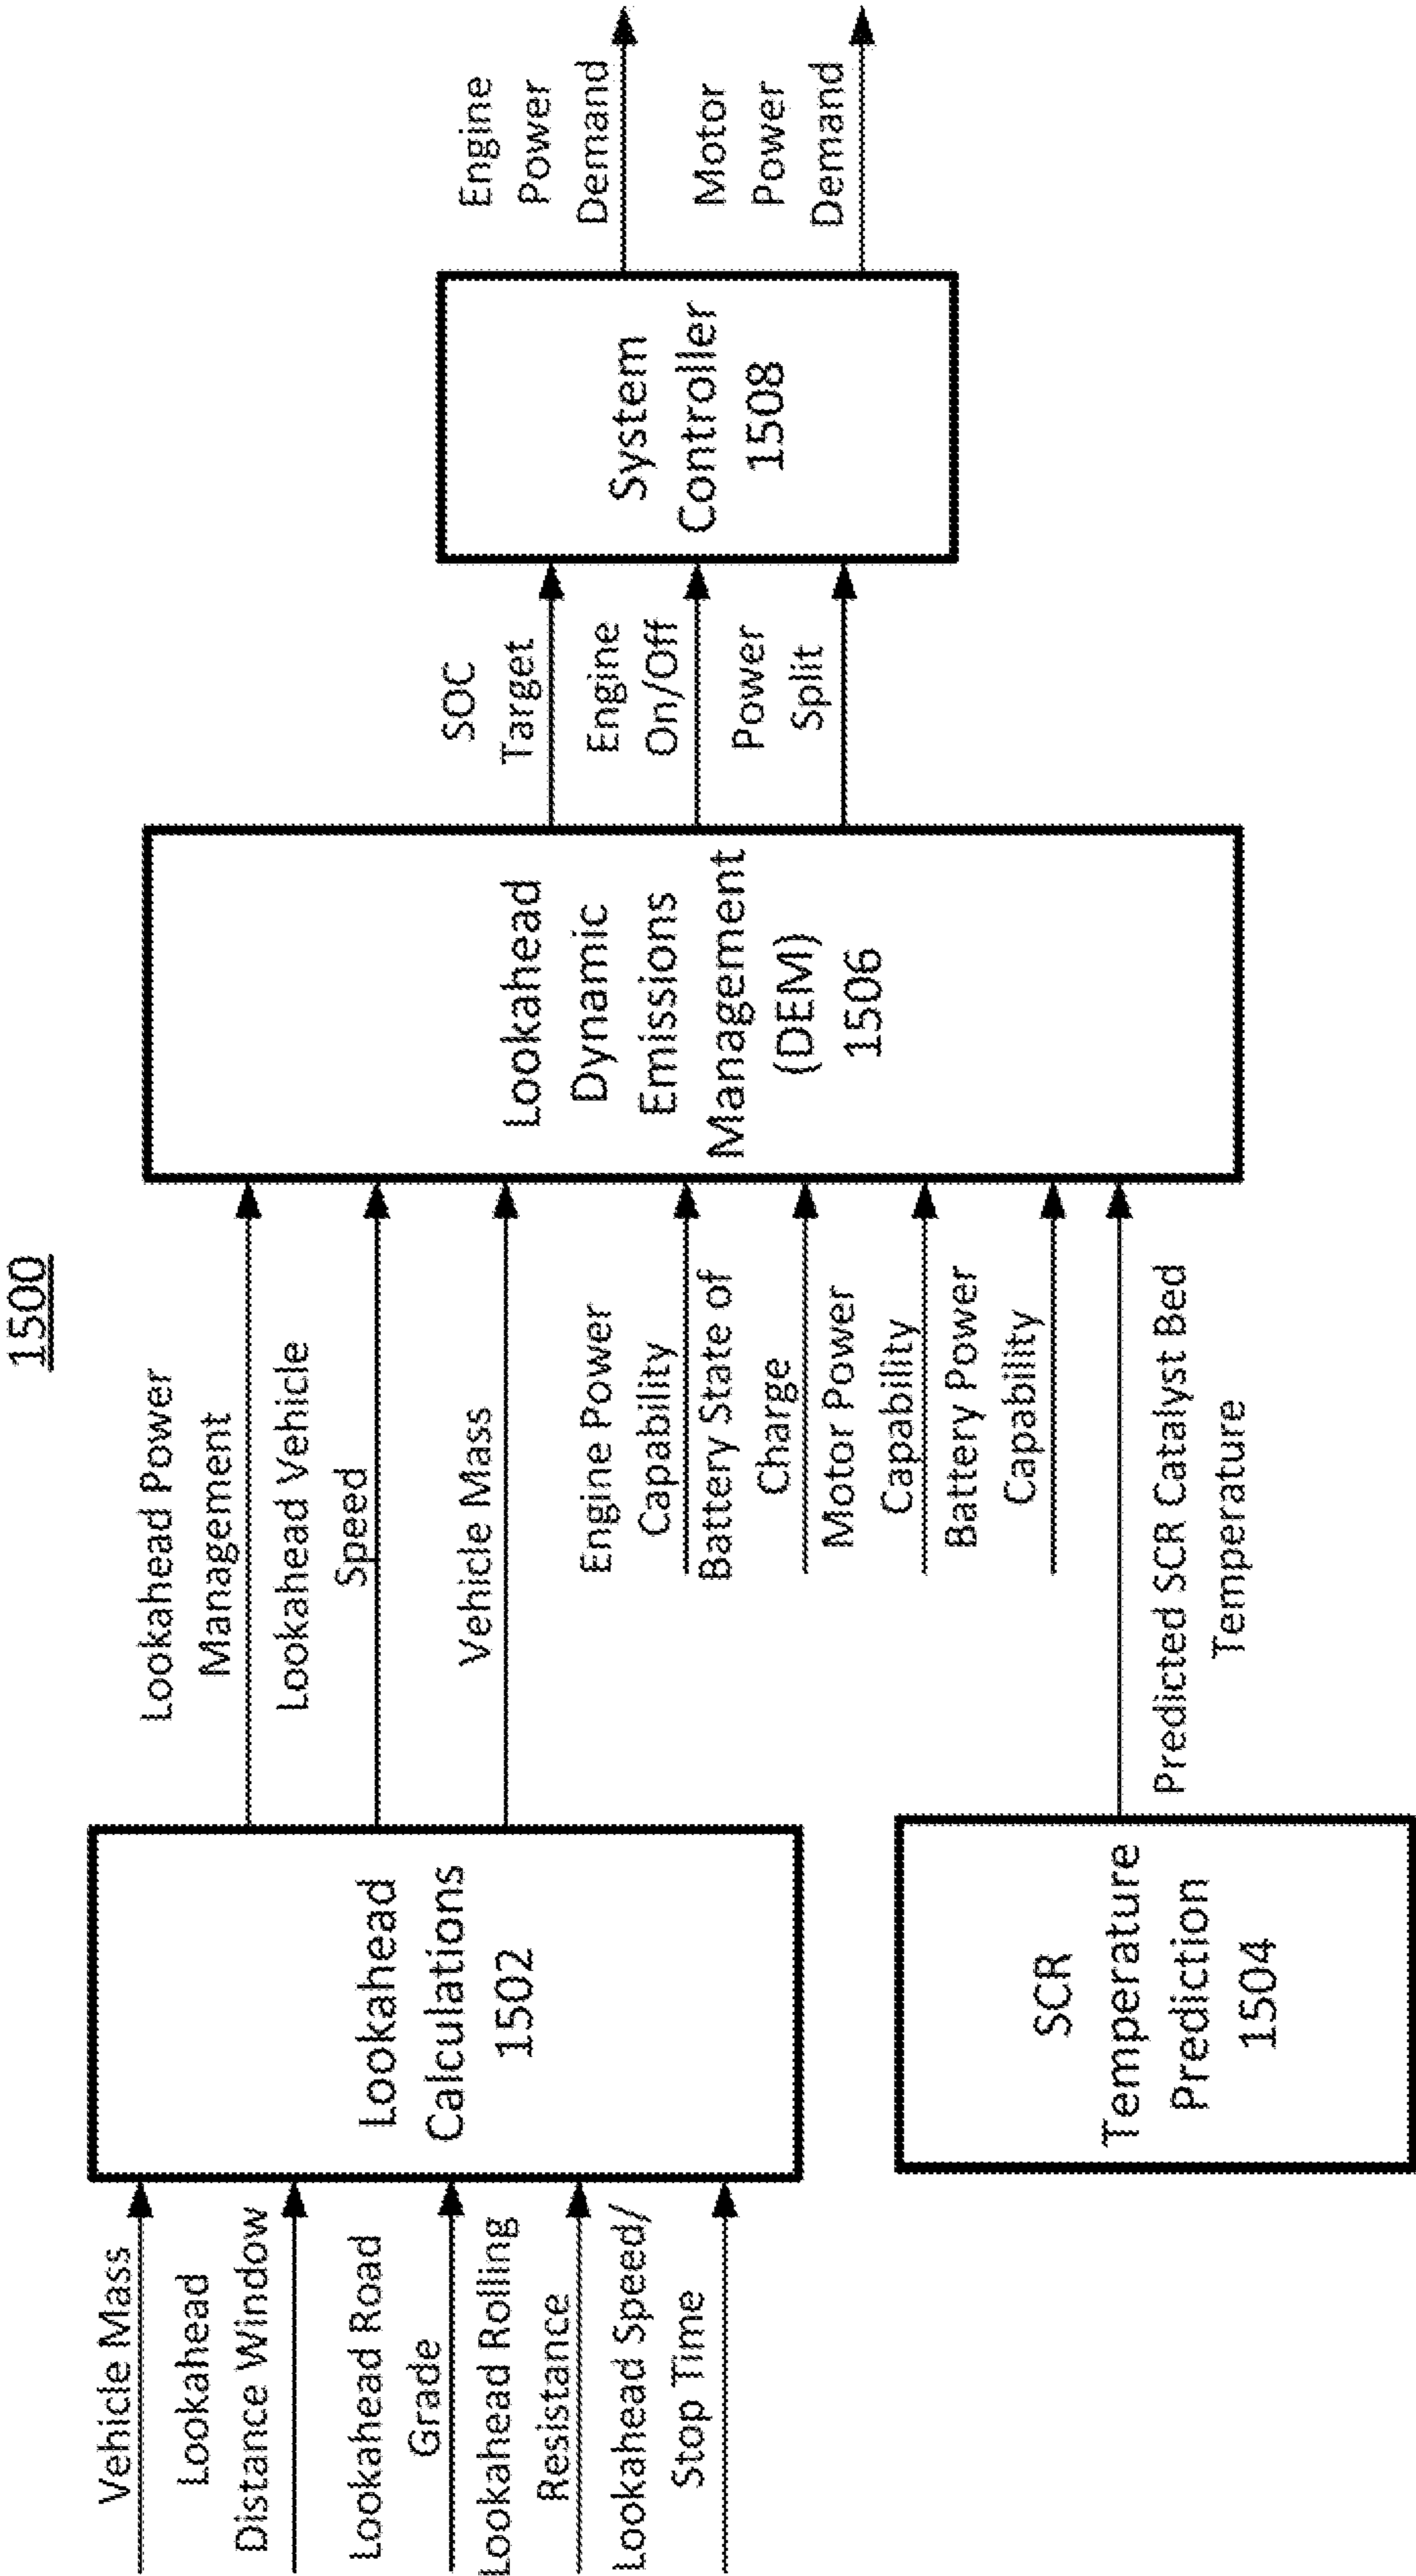 1500
Vehicle Mass
Lookahead
Distance Window
Lookahead Road
Grade
Lookahead Rolling
Resistance
Lookahead Speed/
Stop Time
Lookahead
Calculations
1502
SCR
Temperature
Prediction
1504
Lookahead Power
Management
Lookahead Vehicle
Speed
Vehicle Mass
Engine Power
Capability
Battery State of
Charge
Motor Power
Capability
Battery Power
Capability
Predicted SCR Catalyst Bed
Temperature
Lookahead
Dynamic
Emissions
Management
(DEM)
1506
SOC
Target
Engine
On/Off
Power
Split
System
Controller
1508
Engine
Power
Demand
Motor
Power
Demand